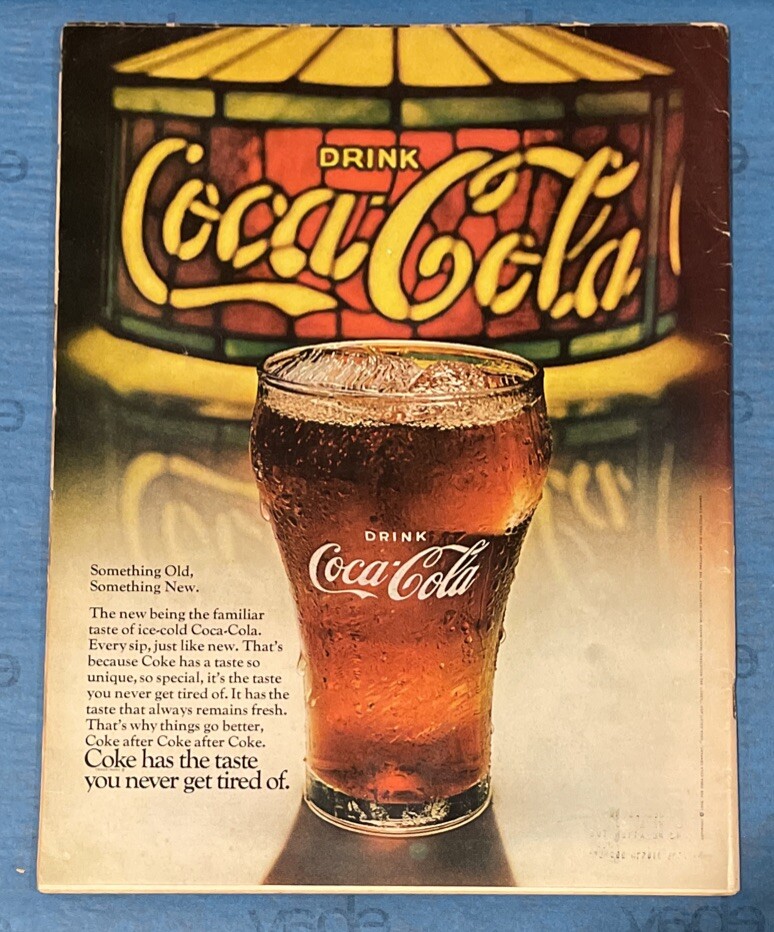 DRINK
Coca-Cola
DRINK
Coca-Cola
Something Old,
Something New.
The new being the familiar
taste of ice-cold Coca-Cola.
Every sip, just like new. That's
because Coke has a taste so
unique, so special, it's the taste
you never get tired of. It has the
taste that always remains fresh.
That's why things go better,
Coke after Coke after Coke.
Coke has the taste
you never get tired of.